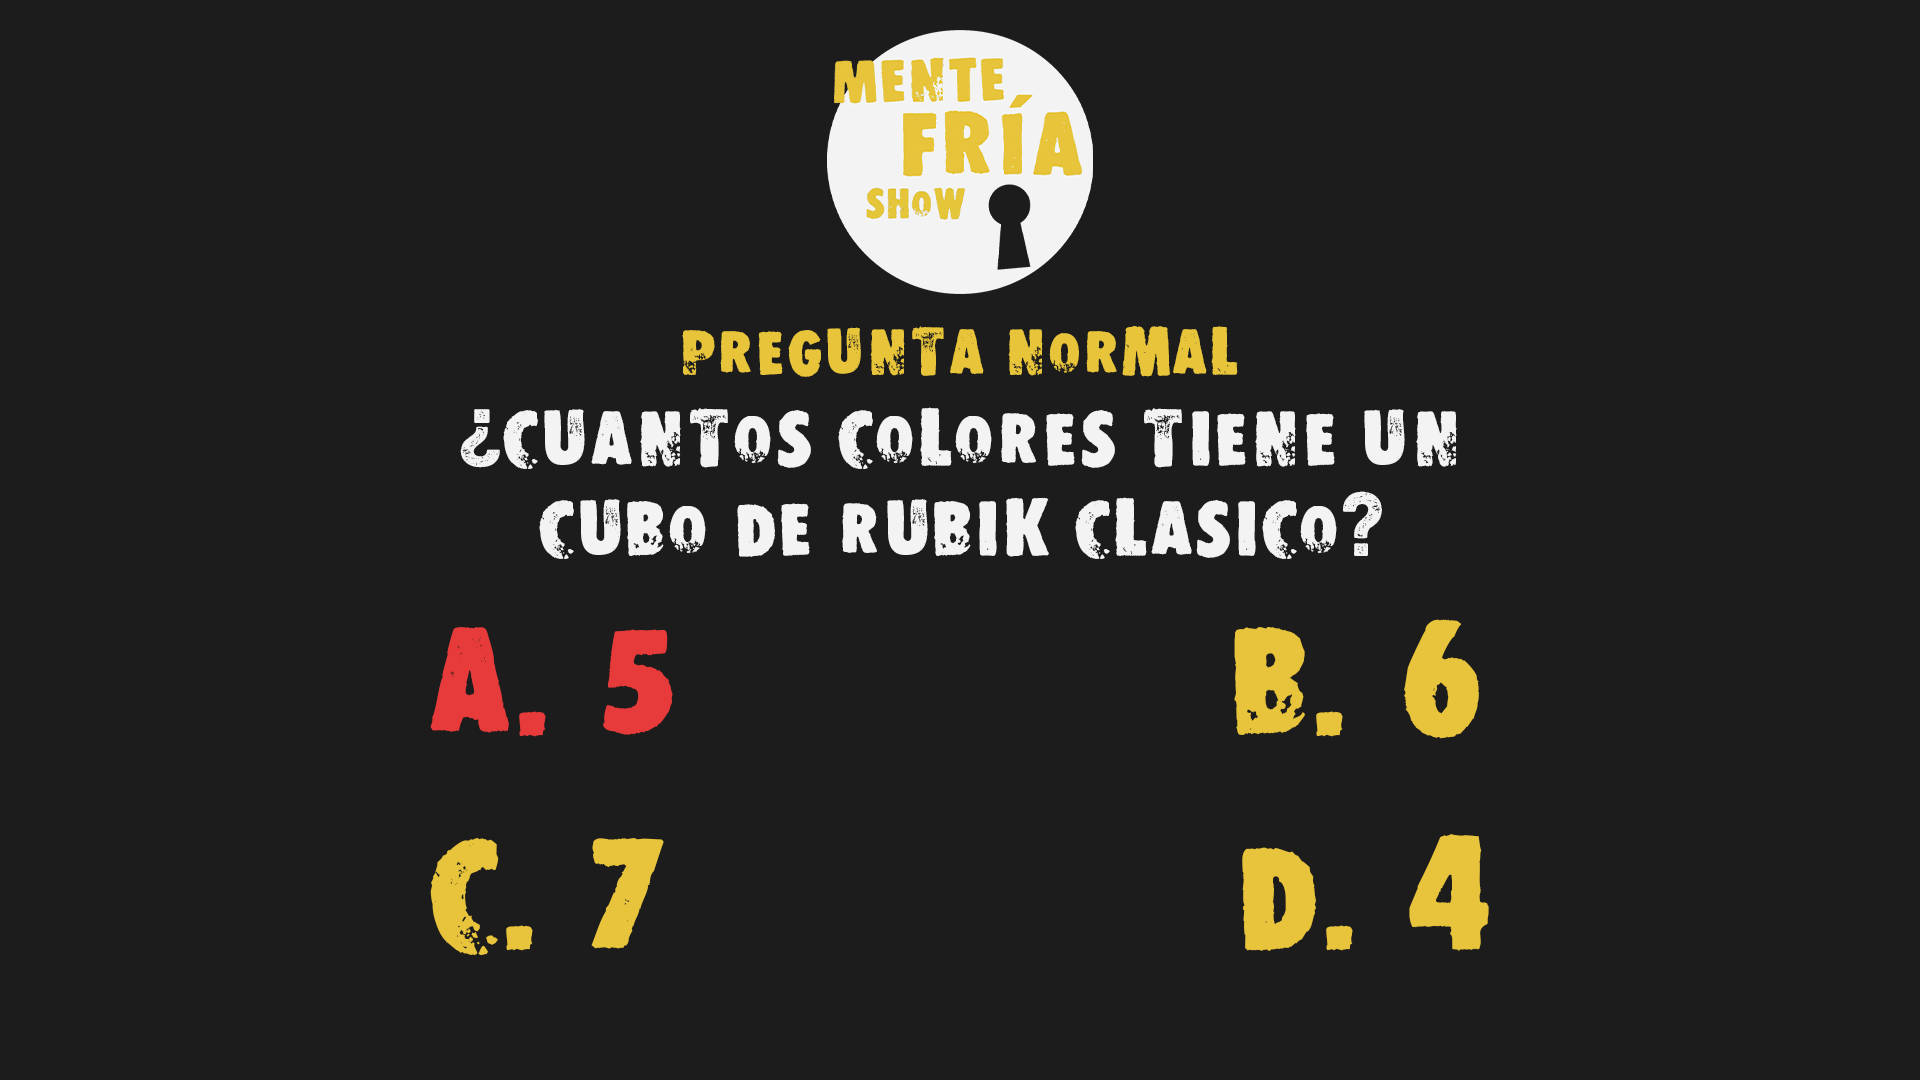 MENTE
FRÍA
SHOW
PREGUNTA NORMAL
¿CUANTOS COLORES TIENE UN
CUBO DE RUBIK CLASICO?
A. 5
B. 6
C. 7
D. 4